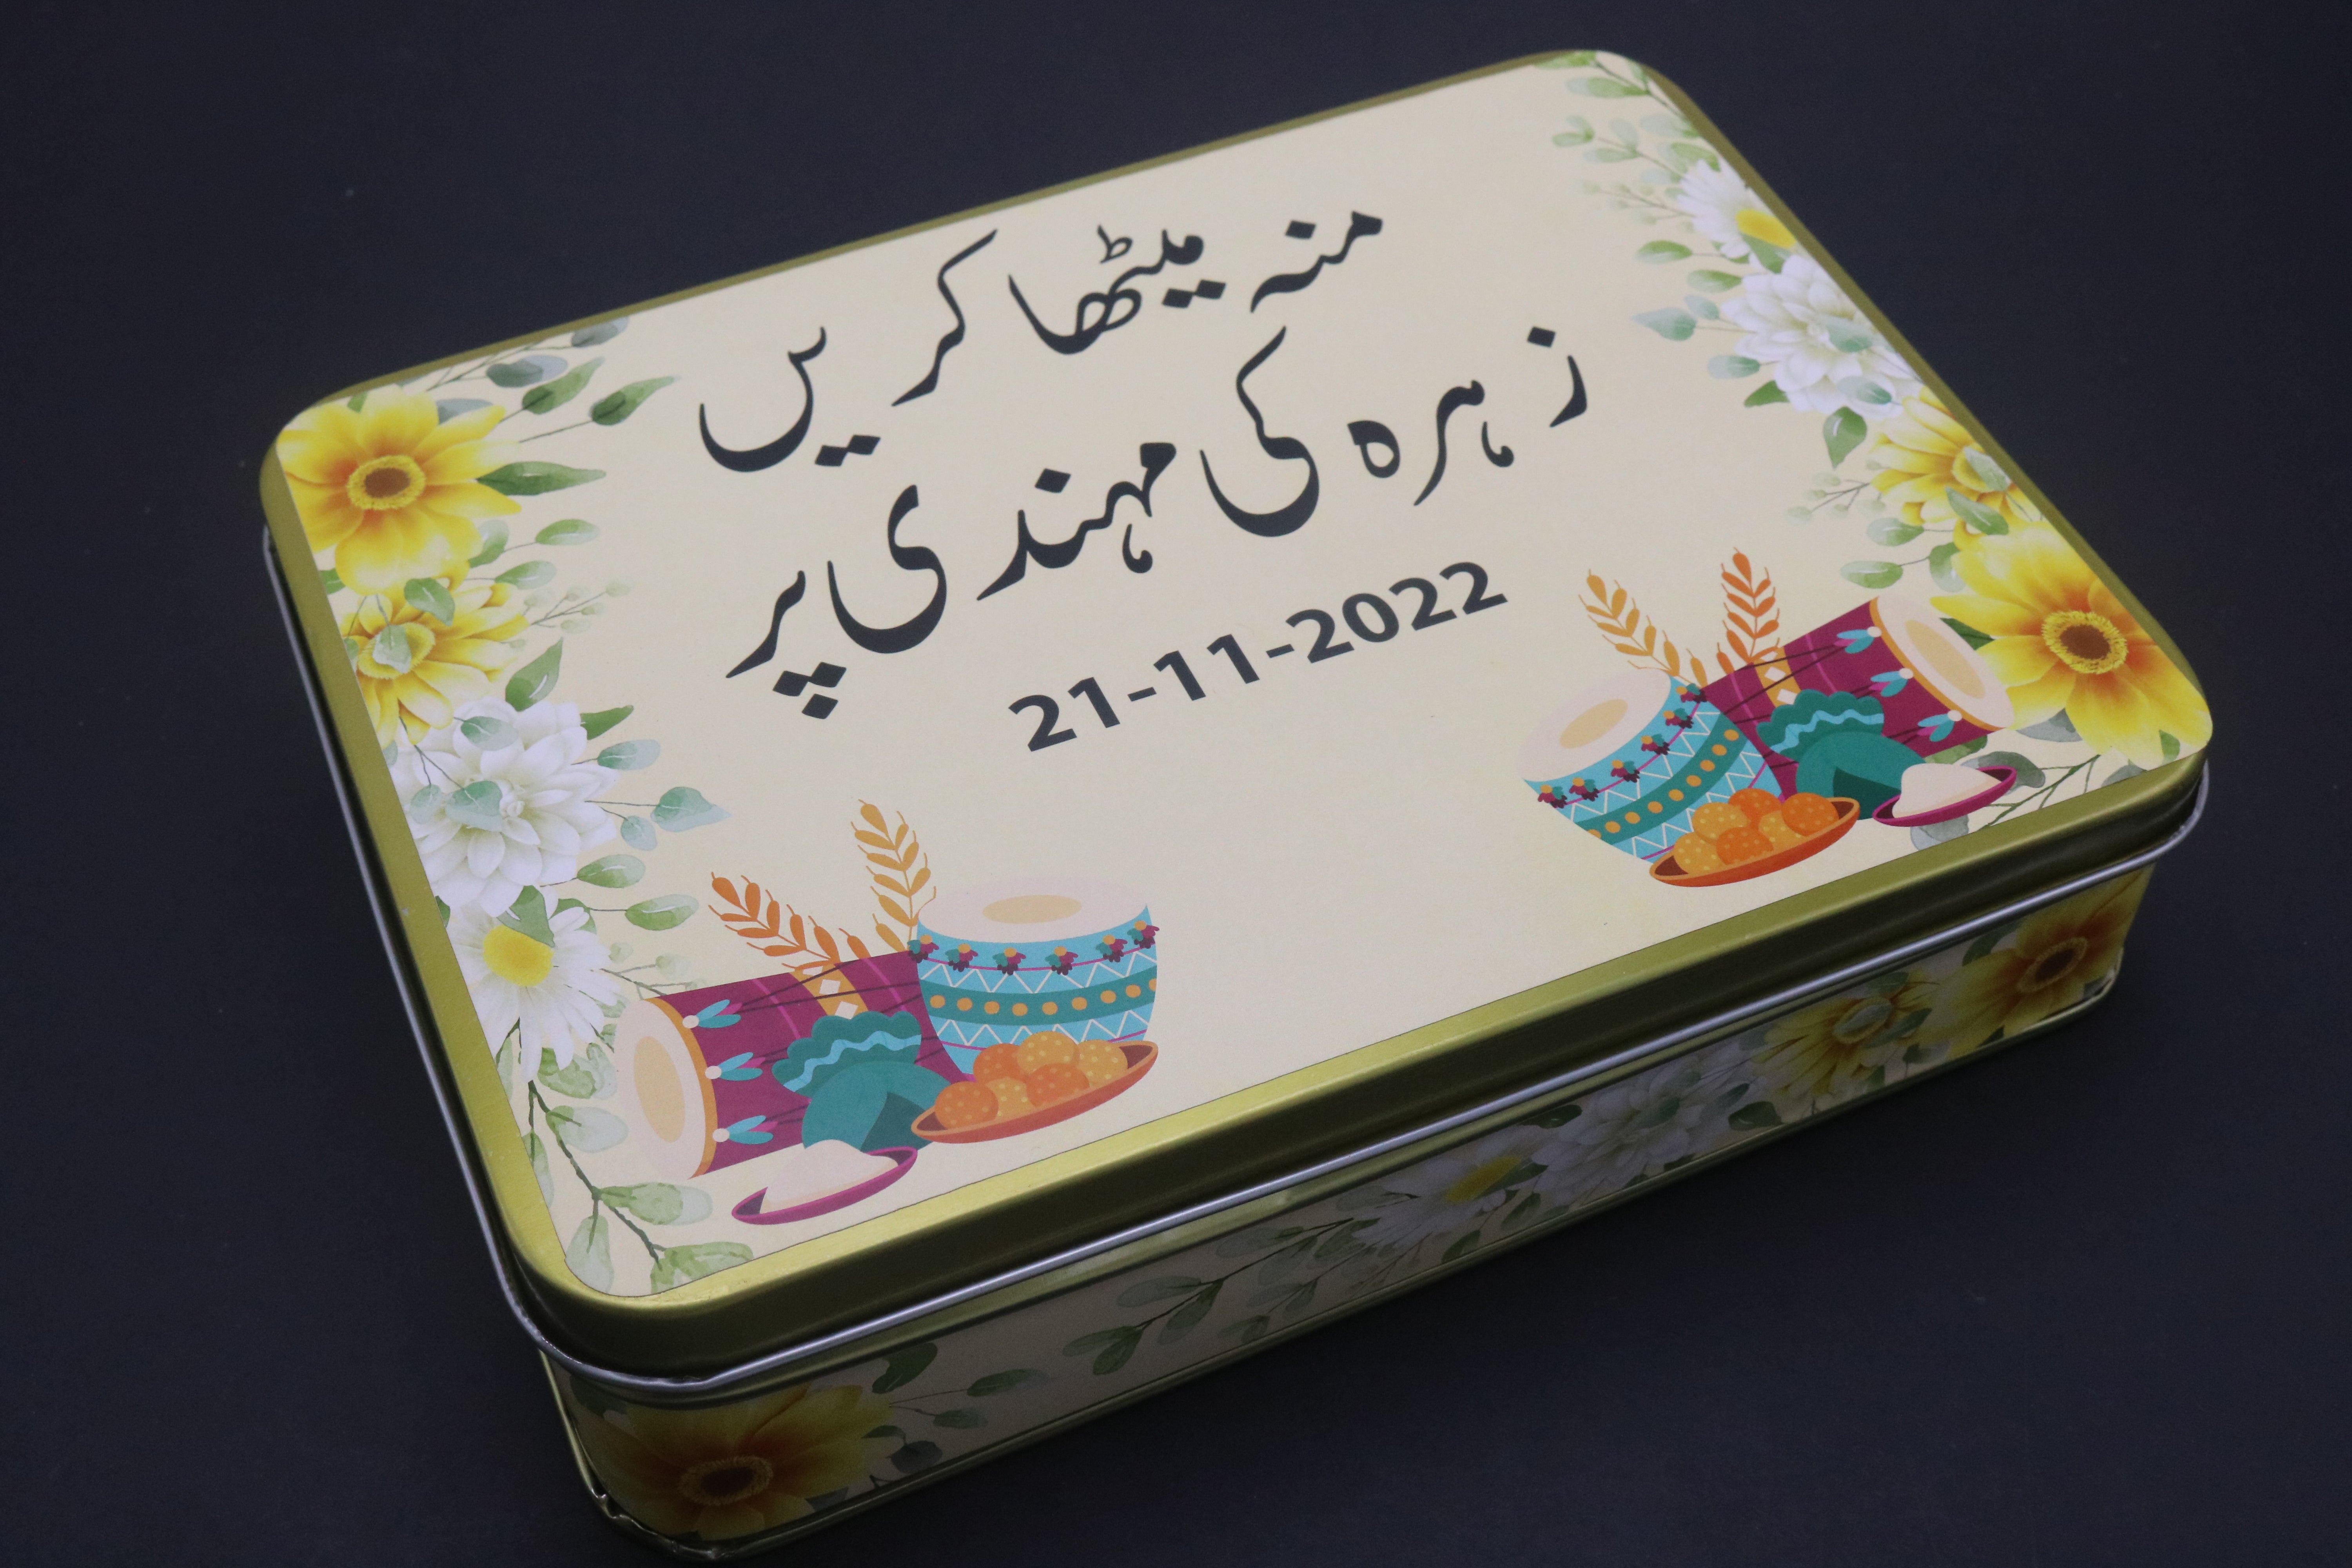 منہ میٹھا کریں
زہرہ کی مہندی پر
21-11-2022